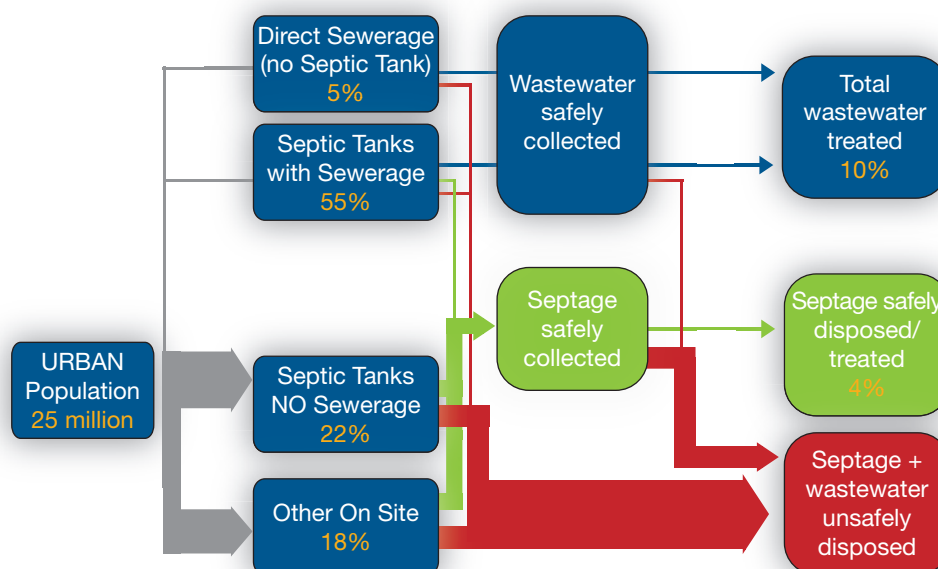 Direct Sewerage
(no Septic Tank)
5%
Septic Tanks
with Sewerage
55%
Wastewater
safely
collected
Total
wastewater
treated
10%
URBAN
Population
25 million
Septic Tanks
NO Sewerage
22%
Other On Site
18%
Septage
safely
collected
Septage safely
disposed/
treated
4%
Septage +
wastewater
unsafely
disposed